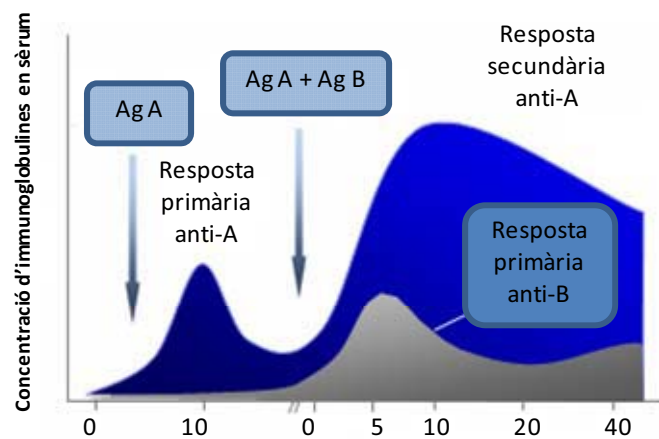 Concentració d'immunoglobulines en sèrum
Ag A
Ag A + Ag B
Resposta
primària
anti-A
Resposta
secundària
anti-A
Resposta
primària
anti-B
0 10 // 0 5 10 20 40